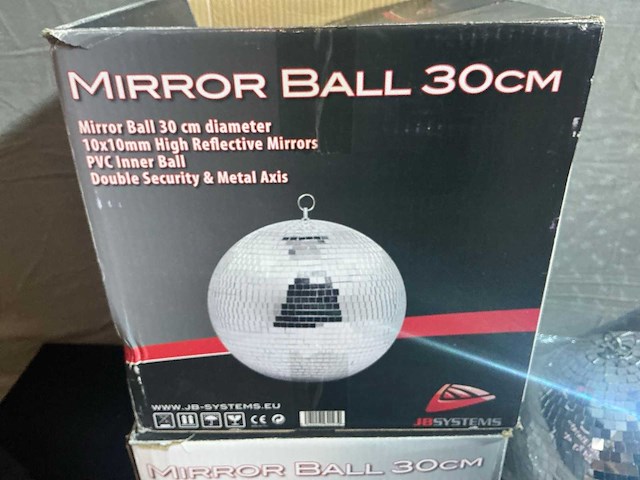 MIRROR BALL 30CM
Mirror Ball 30 cm diameter
10x10mm High Reflective Mirrors
PVC Inner Ball
Double Security & Metal Axis
WWW.JB-SYSTEMS.EU
CE
JBSYSTEMS
MIRROR BALL 30CM